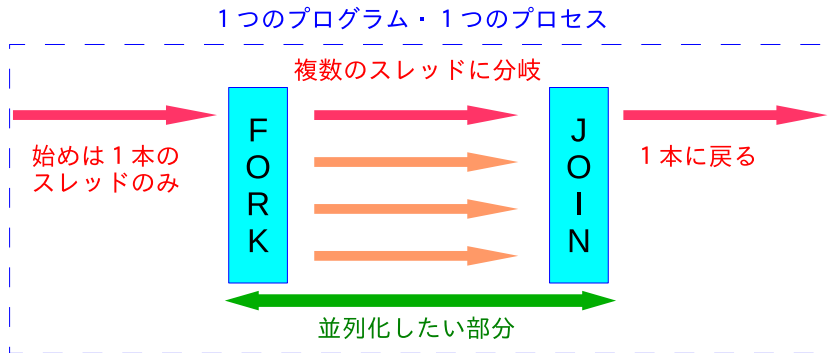 1つのプログラム・1つのプロセス
複数のスレッドに分岐
始めは1本の
スレッドのみ
FORK
JOIN
1本に戻る
並列化したい部分